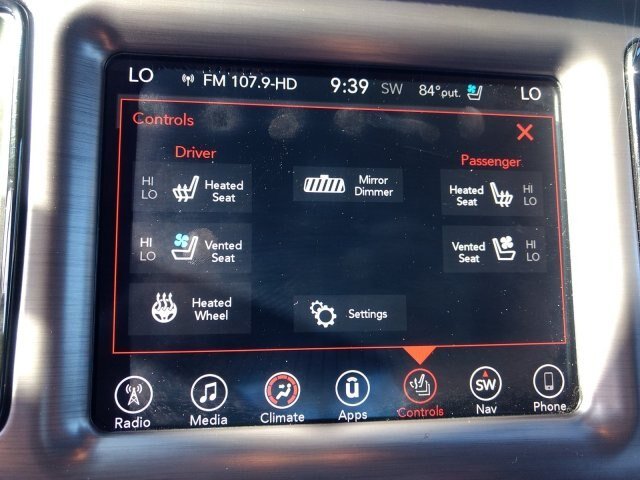 LO FM 107.9-HD 9:39 SW 84° out. LO
Controls
Driver Passenger
HI LO Heated Seat
Mirror Dimmer
Heated Seat HI LO
HI LO Vented Seat
Vented Seat HI LO
Heated Wheel
Settings
Radio Media Climate Apps Controls Nav Phone
ū SW